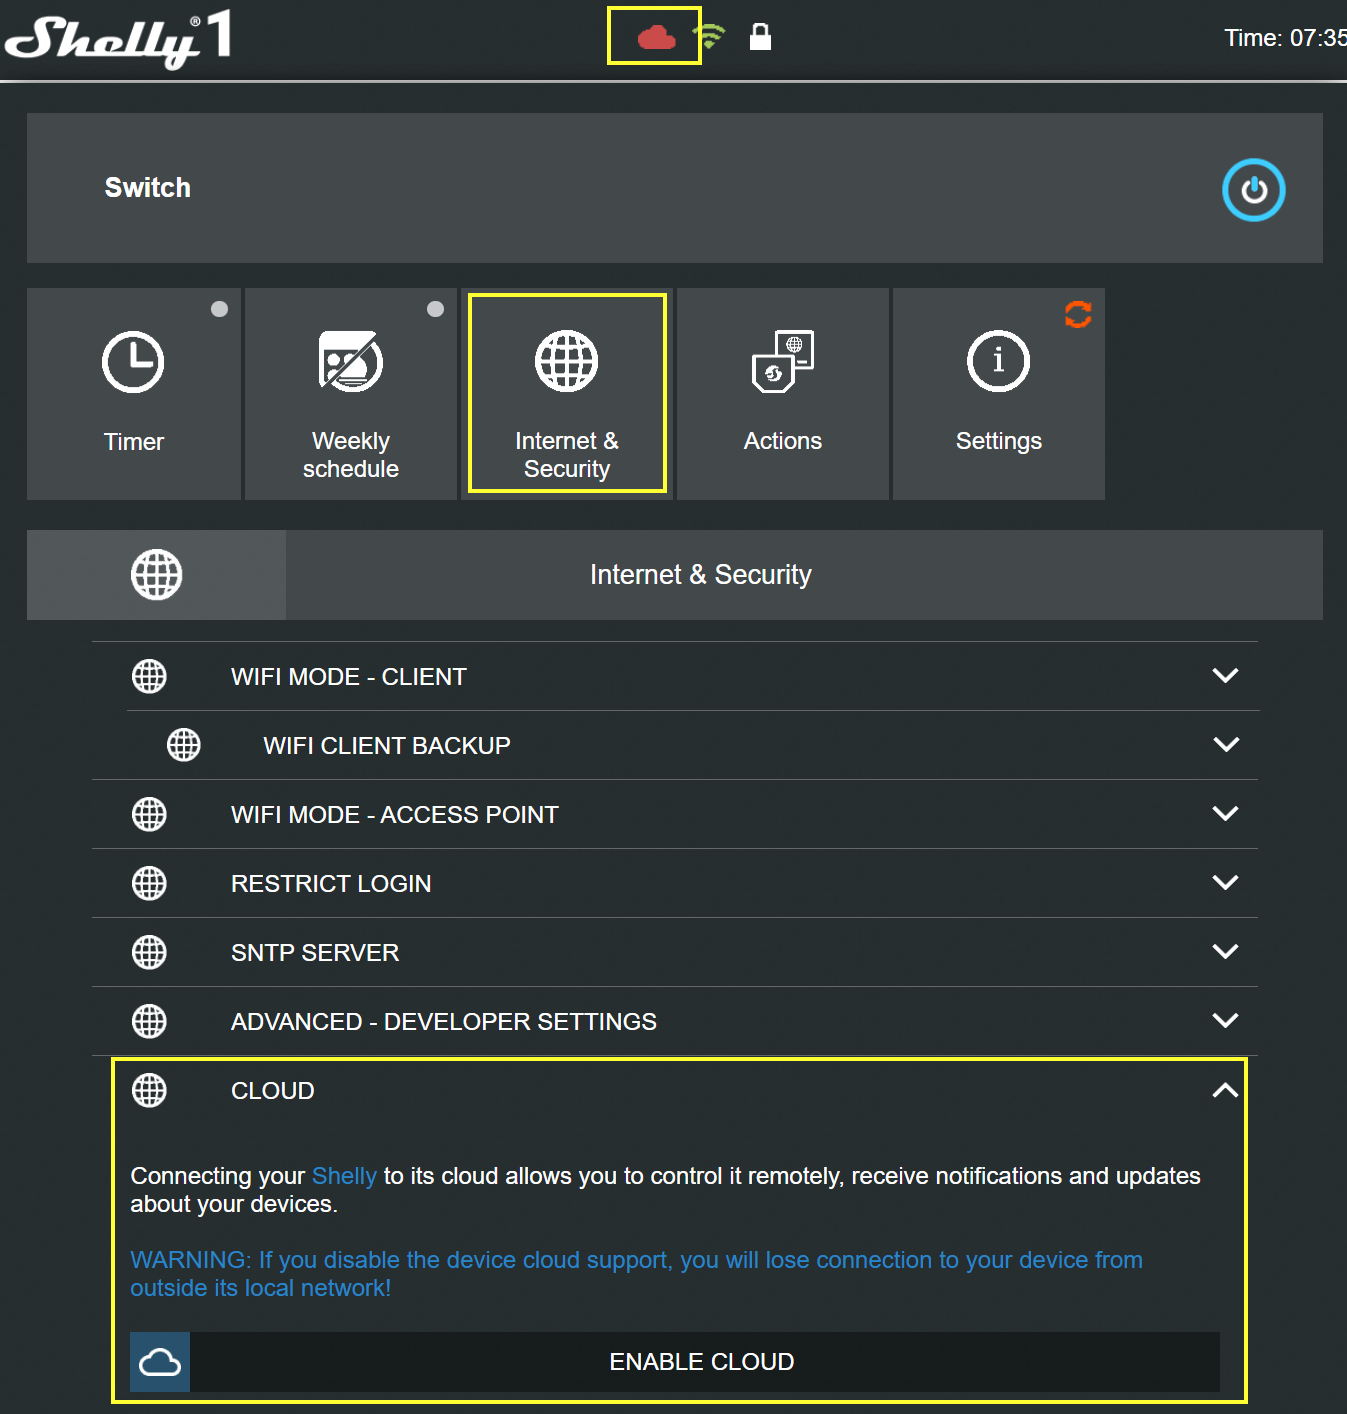 Shelly®1
Time: 07:35
Switch
Timer
Weekly
schedule
Internet &
Security
Actions
i
Settings
Internet & Security
WIFI MODE - CLIENT
WIFI CLIENT BACKUP
WIFI MODE - ACCESS POINT
RESTRICT LOGIN
SNTP SERVER
ADVANCED - DEVELOPER SETTINGS
CLOUD
Connecting your Shelly to its cloud allows you to control it remotely, receive notifications and updates
about your devices.
WARNING: If you disable the device cloud support, you will lose connection to your device from
outside its local network!
ENABLE CLOUD